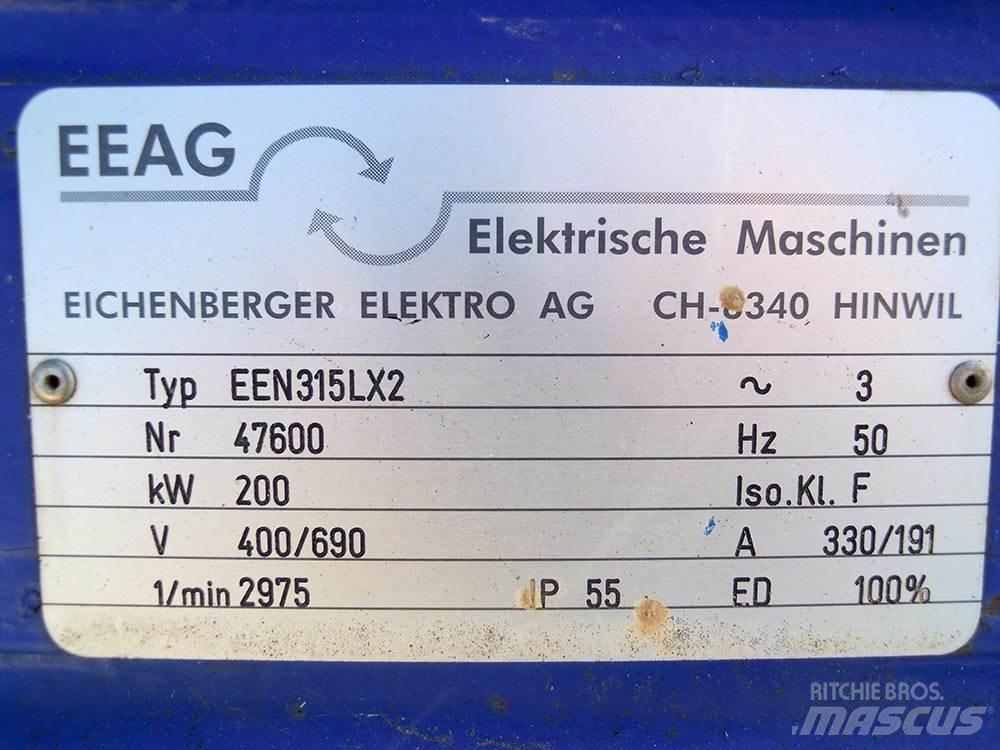 EEAG
Elektrische Maschinen
EICHENBERGER ELEKTRO AG CH-8340 HINWIL
Typ EEN315LX2 ~ 3
Nr 47600 Hz 50
kW 200 Iso.Kl. F
V 400/690 A 330/191
1/min 2975 IP 55 ED 100%
RITCHIE BROS.
MASCUS